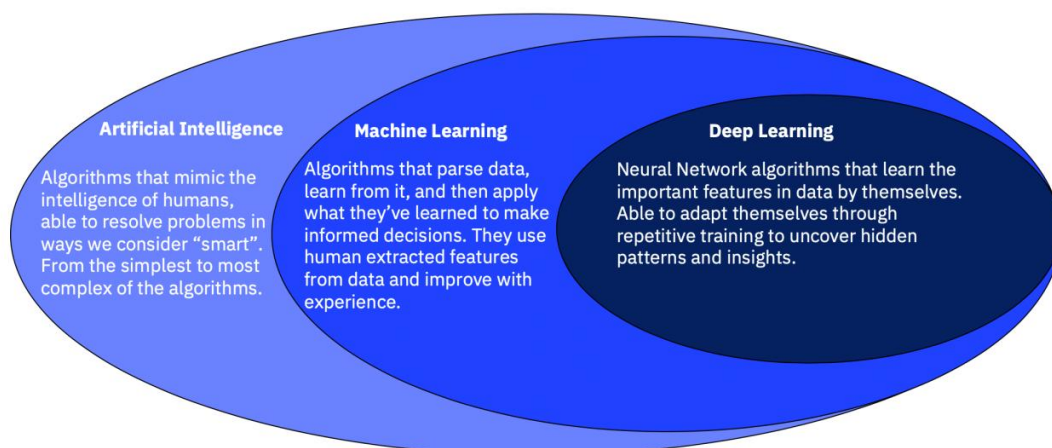 Artificial Intelligence
Algorithms that mimic the
intelligence of humans,
able to resolve problems in
ways we consider “smart”.
From the simplest to most
complex of the algorithms.
Machine Learning
Algorithms that parse data,
learn from it, and then apply
what they’ve learned to make
informed decisions. They use
human extracted features
from data and improve with
experience.
Deep Learning
Neural Network algorithms that learn the
important features in data by themselves.
Able to adapt themselves through
repetitive training to uncover hidden
patterns and insights.